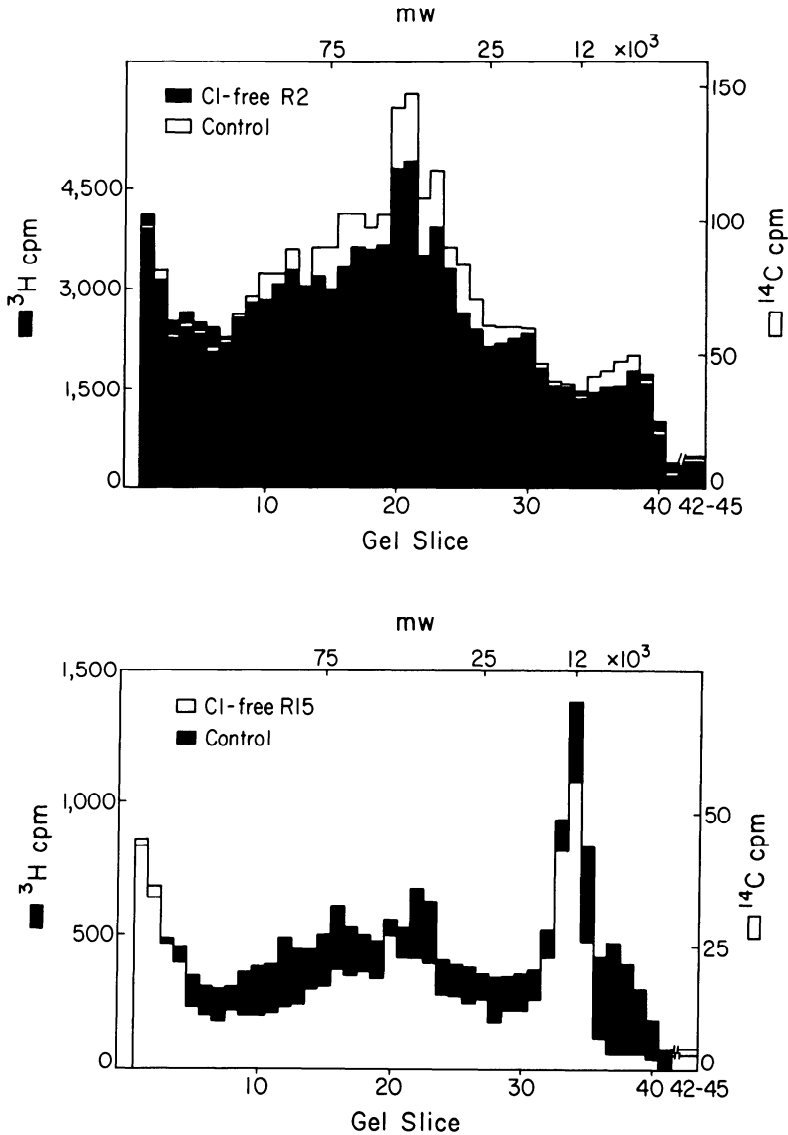 mw
75 25 12 ×10³
Cl-free R2
Control
150
100
50
0
4,500
3,000
1,500
0
³H cpm
¹⁴C cpm
10 20 30 40 42-45
Gel Slice
mw
75 25 12 ×10³
1,500
1,000
500
0
Cl-free R15
Control
50
25
0
³H cpm
¹⁴C cpm
10 20 30 40 42-45
Gel Slice